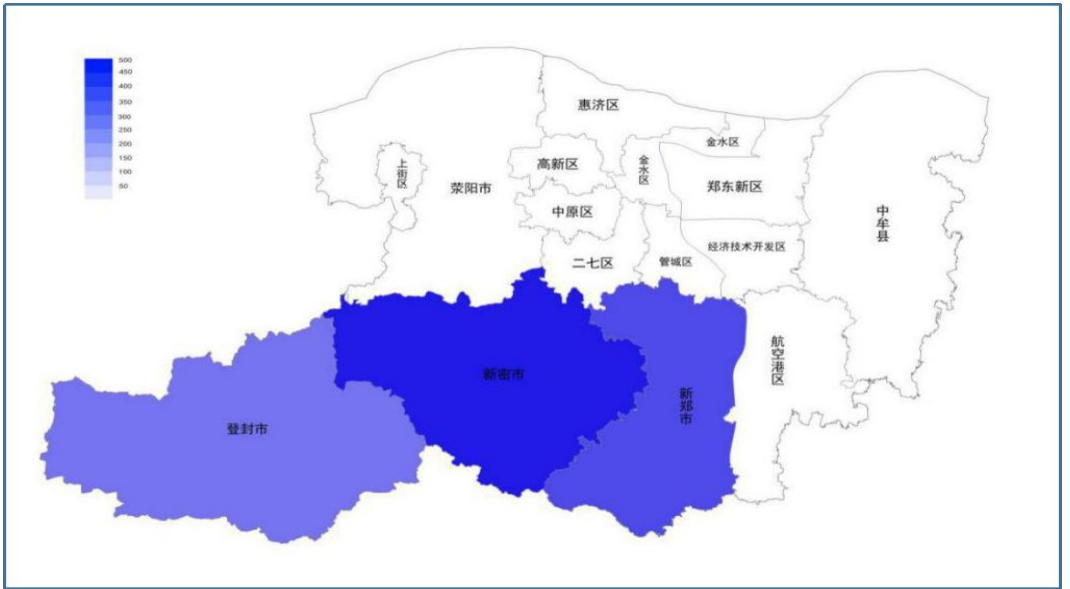 500
450
400
350
300
250
200
150
100
50
惠济区
金水区
上街区
高新区
金水区
荥阳市
郑东新区
中原区
中牟县
经济技术开发区
二七区
管城区
航空港区
新密市
新郑市
登封市